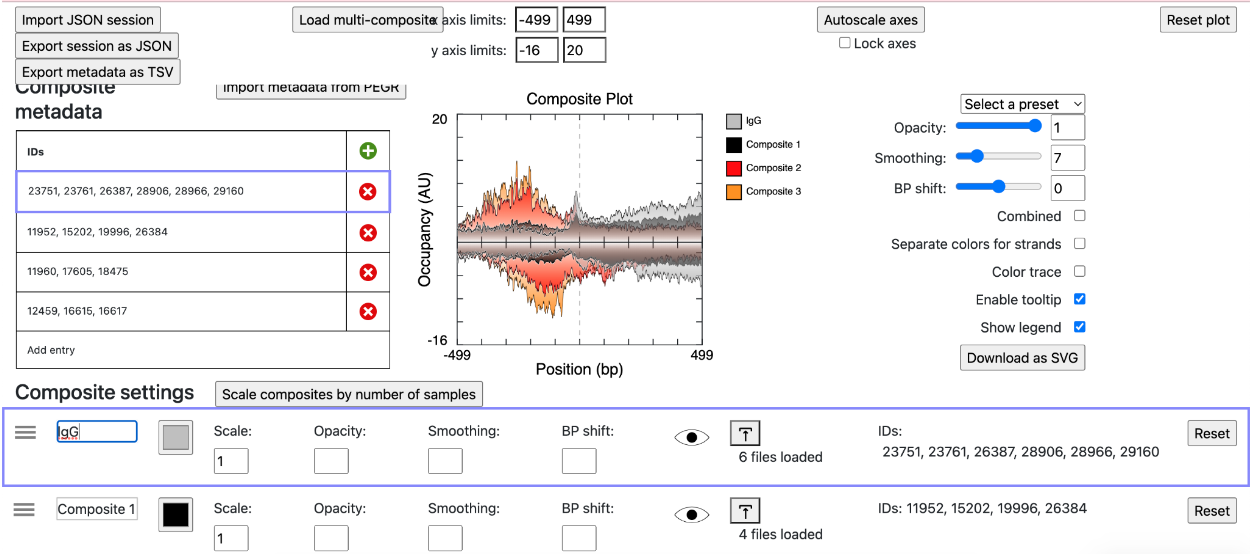 Import JSON session
Load multi-composite
x axis limits:
-499
499
Autoscale axes
Reset plot
Export session as JSON
y axis limits:
-16
20
Lock axes
Export metadata as TSV
Composite
metadata
Import metadata from PEGR
IDs
23751, 23761, 26387, 28906, 28966, 29160
11952, 15202, 19996, 26384
11960, 17605, 18475
12459, 16615, 16617
Add entry
Composite Plot
20
Occupancy (AU)
-16
-499
499
Position (bp)
IgG
Composite 1
Composite 2
Composite 3
Select a preset
Opacity:
1
Smoothing:
7
BP shift:
0
Combined
Separate colors for strands
Color trace
Enable tooltip
Show legend
Download as SVG
Composite settings
Scale composites by number of samples
IgG
Scale:
1
Opacity:
Smoothing:
BP shift:
6 files loaded
IDs:
23751, 23761, 26387, 28906, 28966, 29160
Reset
Composite 1
Scale:
1
Opacity:
Smoothing:
BP shift:
4 files loaded
IDs: 11952, 15202, 19996, 26384
Reset